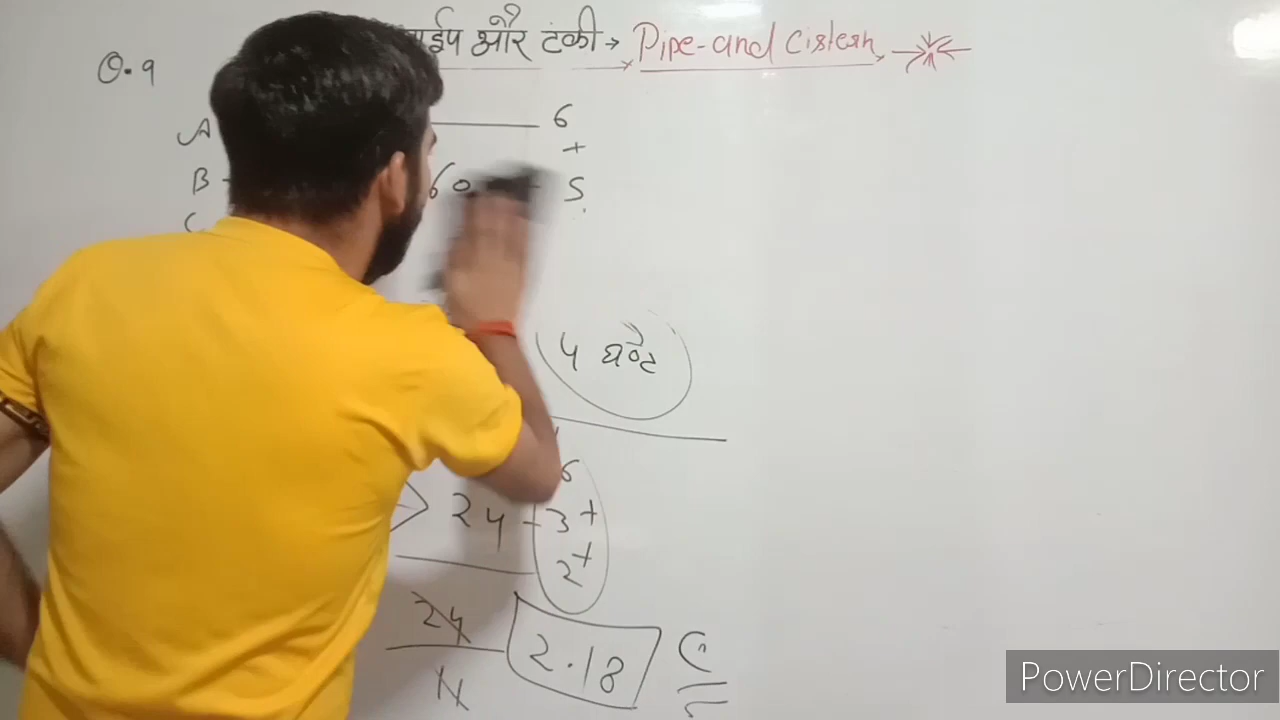 और टंकी → Pipe-and Cistern
Q.9
A 6
+
B 60 5
C
4 घण्टे
6
24 - 3+
2+
24
11
2.18 C
PowerDirector